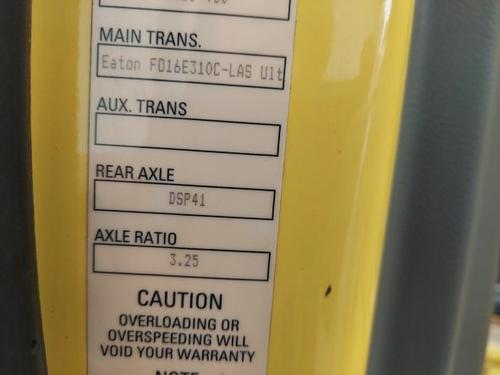 MAIN TRANS.
Eaton FO16E310C-LAS Ult
AUX. TRANS
REAR AXLE
DSP41
AXLE RATIO
3.25
CAUTION
OVERLOADING OR
OVERSPEEDING WILL
VOID YOUR WARRANTY
NOTE